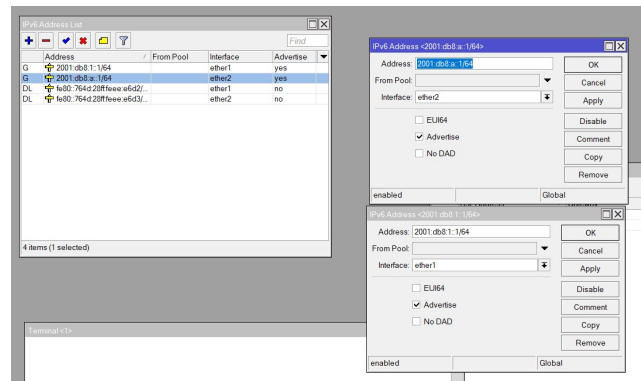 IPv6 Address List
Find
Address / From Pool Interface Advertise
G 2001:db8:1::1/64 ether1 yes
G 2001:db8:a::1/64 ether2 yes
DL fe80::764d:28ff:feee:e6d2/... ether1 no
DL fe80::764d:28ff:feee:e6d3/... ether2 no
4 items (1 selected)
IPv6 Address <2001:db8:a::1/64>
Address: 2001:db8:a::1/64
From Pool:
Interface: ether2
EUI64
Advertise
No DAD
OK
Cancel
Apply
Disable
Comment
Copy
Remove
enabled Global
IPv6 Address <2001:db8:1::1/64>
Address: 2001:db8:1::1/64
From Pool:
Interface: ether1
EUI64
Advertise
No DAD
OK
Cancel
Apply
Disable
Comment
Copy
Remove
enabled Global
Terminal <1>